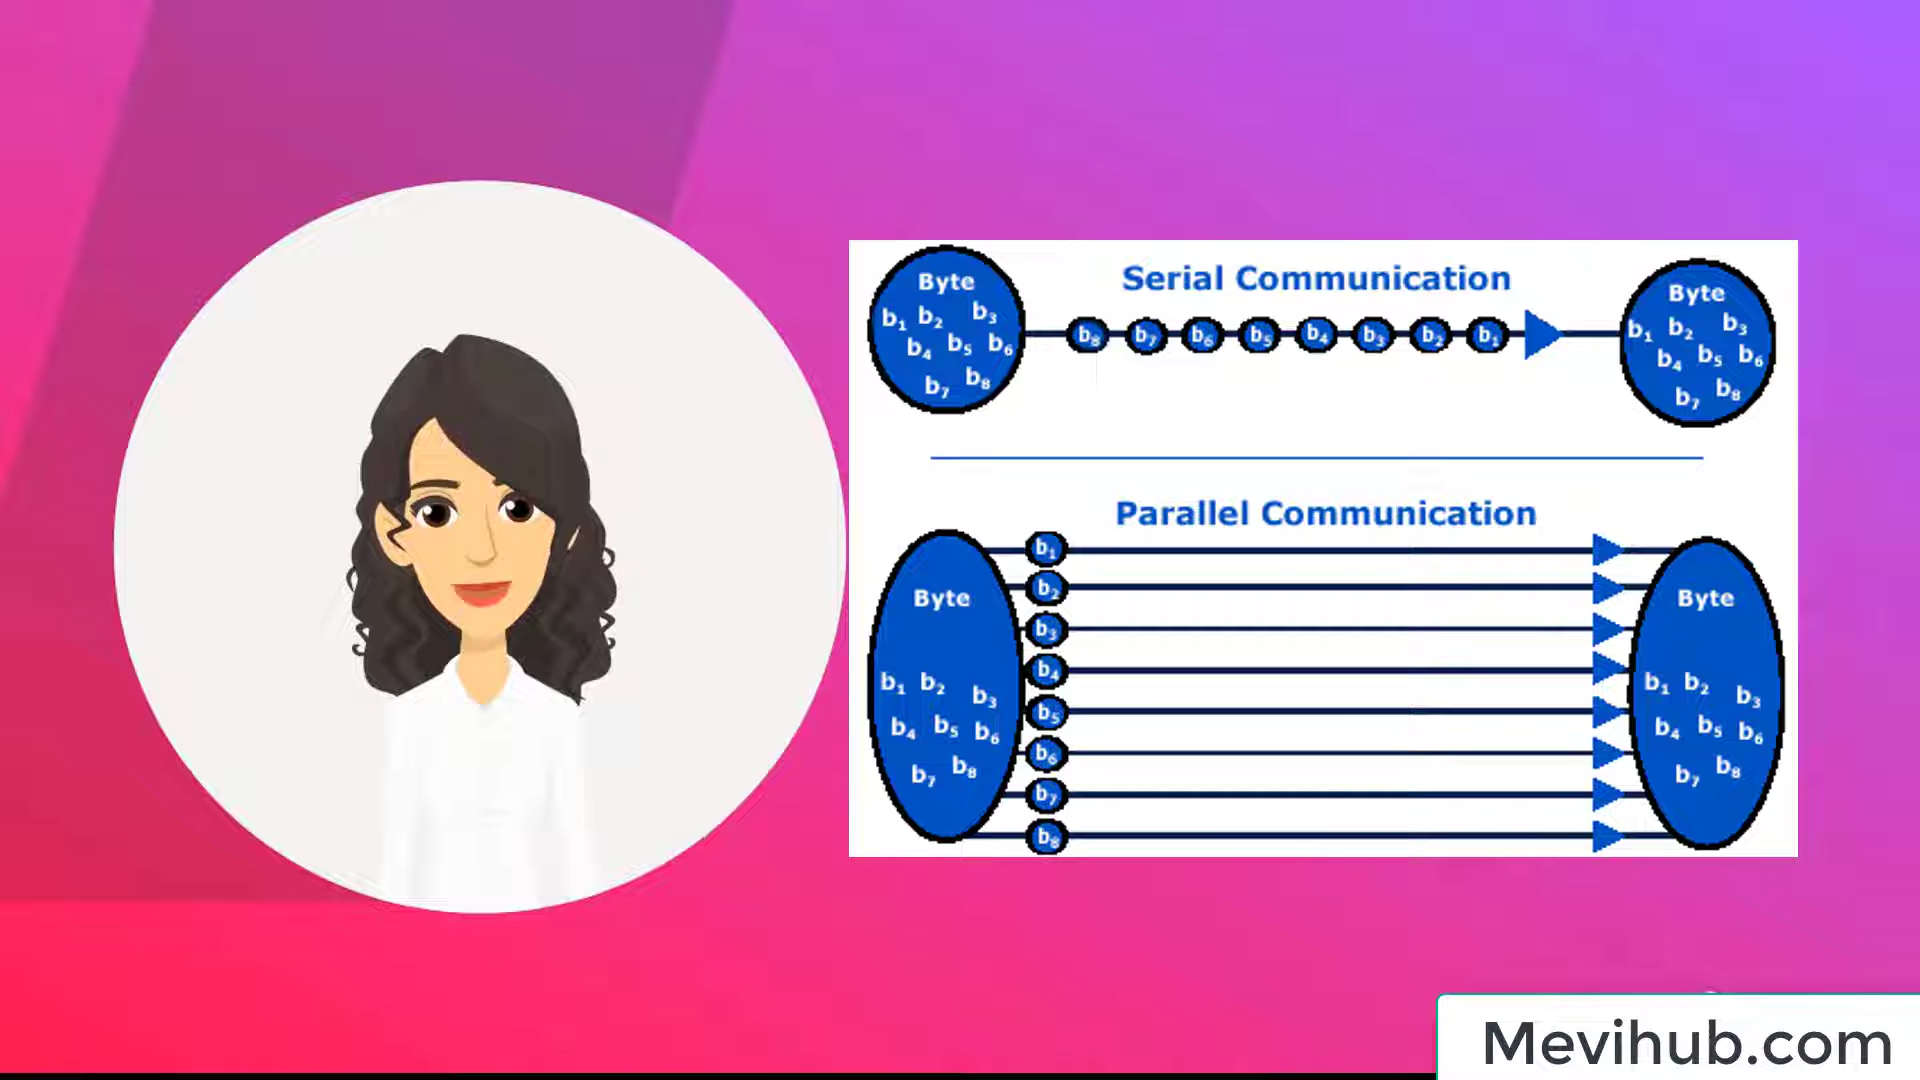 Serial Communication
Byte
b1 b2 b3
b4 b5 b6
b7 b8
b8 b7 b6 b5 b4 b3 b2 b1
Byte
b1 b2 b3
b4 b5 b6
b7 b8
Parallel Communication
Byte
b1 b2 b3
b4 b5 b6
b7 b8
b1
b2
b3
b4
b5
b6
b7
b8
Byte
b1 b2 b3
b4 b5 b6
b7 b8
Mevihub.com